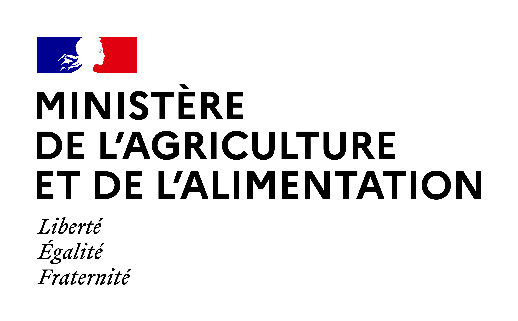 MINISTÈRE
DE L'AGRICULTURE
ET DE L'ALIMENTATION
Liberté
Égalité
Fraternité